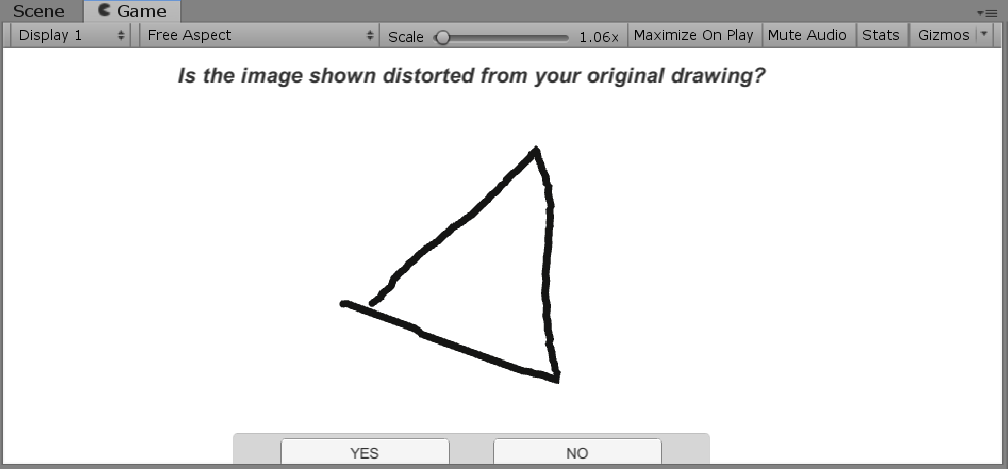 Scene Game
Display 1 Free Aspect Scale 1.06x Maximize On Play Mute Audio Stats Gizmos
Is the image shown distorted from your original drawing?
YES NO